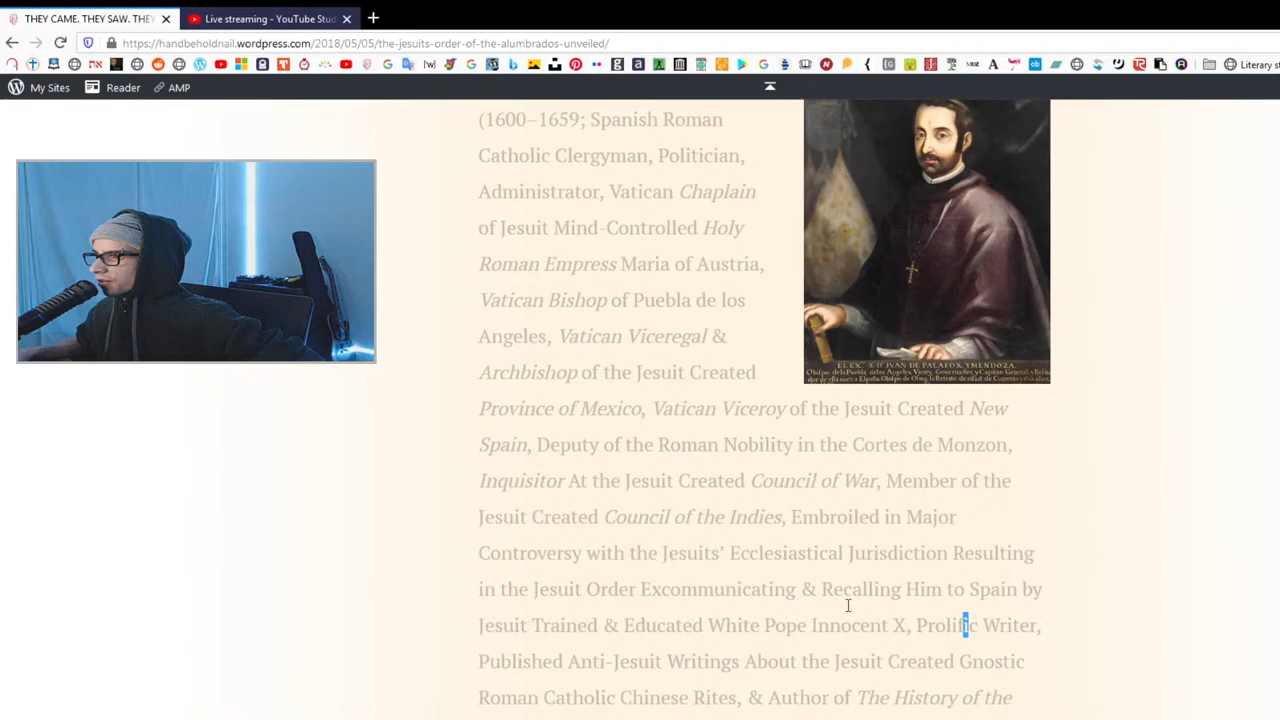 THEY CAME. THEY SAW. THEY
Live streaming - YouTube Stud
https://handbeholdnail.wordpress.com/2018/05/05/the-jesuits-order-of-the-alumbrados-unveiled/
Literary st
My Sites
Reader
AMP
(1600–1659; Spanish Roman
Catholic Clergyman, Politician,
Administrator, Vatican Chaplain
of Jesuit Mind-Controlled Holy
Roman Empress Maria of Austria,
Vatican Bishop of Puebla de los
Angeles, Vatican Viceregal &
Archbishop of the Jesuit Created
Province of Mexico, Vatican Viceroy of the Jesuit Created New
Spain, Deputy of the Roman Nobility in the Cortes de Monzon,
Inquisitor At the Jesuit Created Council of War, Member of the
Jesuit Created Council of the Indies, Embroiled in Major
Controversy with the Jesuits’ Ecclesiastical Jurisdiction Resulting
in the Jesuit Order Excommunicating & Recalling Him to Spain by
Jesuit Trained & Educated White Pope Innocent X, Prolific Writer,
Published Anti-Jesuit Writings About the Jesuit Created Gnostic
Roman Catholic Chinese Rites, & Author of The History of the